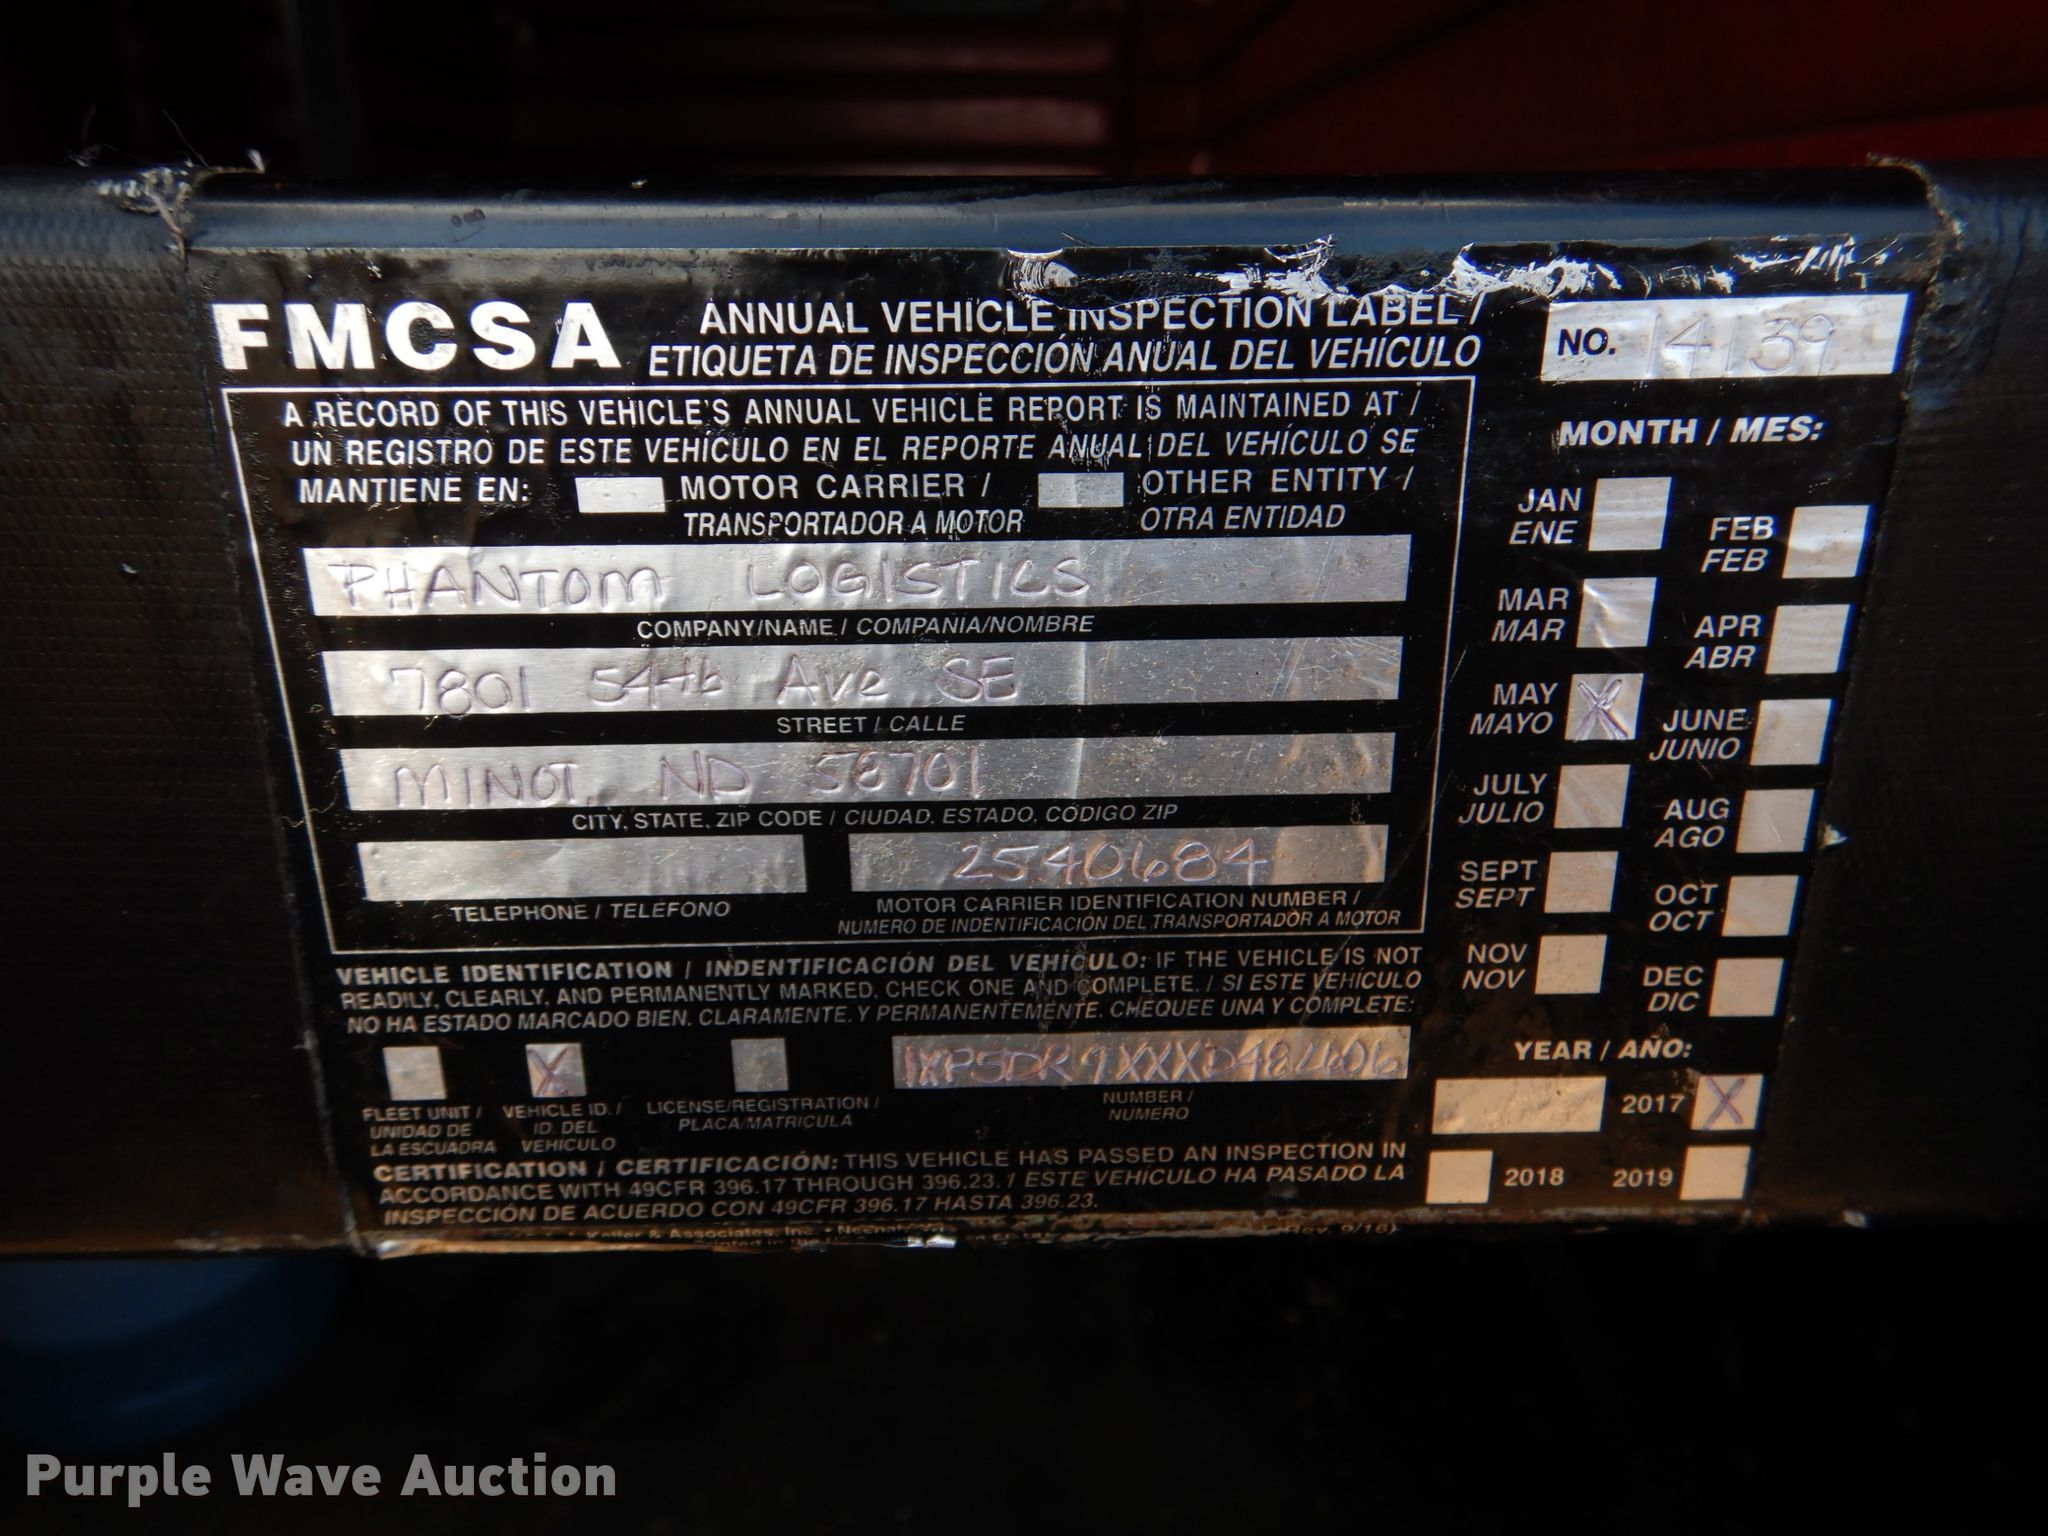 FMCSA
ANNUAL VEHICLE INSPECTION LABEL /
ETIQUETA DE INSPECCIÓN ANUAL DEL VEHÍCULO
NO. 14139
A RECORD OF THIS VEHICLE'S ANNUAL VEHICLE REPORT IS MAINTAINED AT /
UN REGISTRO DE ESTE VEHÍCULO EN EL REPORTE ANUAL DEL VEHÍCULO SE
MANTIENE EN:
MOTOR CARRIER /
TRANSPORTADOR A MOTOR
OTHER ENTITY /
OTRA ENTIDAD
PHANTOM LOGISTICS
COMPANY/NAME / COMPANIA/NOMBRE
7801 54th Ave SE
STREET / CALLE
MINOT, ND 58701
CITY, STATE, ZIP CODE / CIUDAD, ESTADO, CÓDIGO ZIP
TELEPHONE / TELEFONO
2540684
MOTOR CARRIER IDENTIFICATION NUMBER /
NUMERO DE INDENTIFICACIÓN DEL TRANSPORTADOR A MOTOR
VEHICLE IDENTIFICATION / INDENTIFICACIÓN DEL VEHÍCULO: IF THE VEHICLE IS NOT
READILY, CLEARLY, AND PERMANENTLY MARKED, CHECK ONE AND COMPLETE. / SI ESTE VEHÍCULO
NO HA ESTADO MARCADO BIEN, CLARAMENTE, Y PERMANENTEMENTE, CHEQUEE UNA Y COMPLETE:
FLEET UNIT /
UNIDAD DE
LA ESCUADRA
X
VEHICLE ID. /
ID. DEL
VEHICULO
LICENSE/REGISTRATION /
PLACA/MATRICULA
NUMBER /
NUMERO
CERTIFICATION / CERTIFICACIÓN: THIS VEHICLE HAS PASSED AN INSPECTION IN
ACCORDANCE WITH 49CFR 396.17 THROUGH 396.23. / ESTE VEHÍCULO HA PASADO LA
INSPECCIÓN DE ACUERDO CON 49CFR 396.17 HASTA 396.23.
Keller & Associates, Inc. •
(Rev. 9/16)
MONTH / MES:
JAN
ENE
FEB
FEB
MAR
MAR
APR
ABR
MAY
MAYO
X
JUNE
JUNIO
JULY
JULIO
AUG
AGO
SEPT
SEPT
OCT
OCT
NOV
NOV
DEC
DIC
YEAR / AÑO:
2017 X
2018
2019
Purple Wave Auction